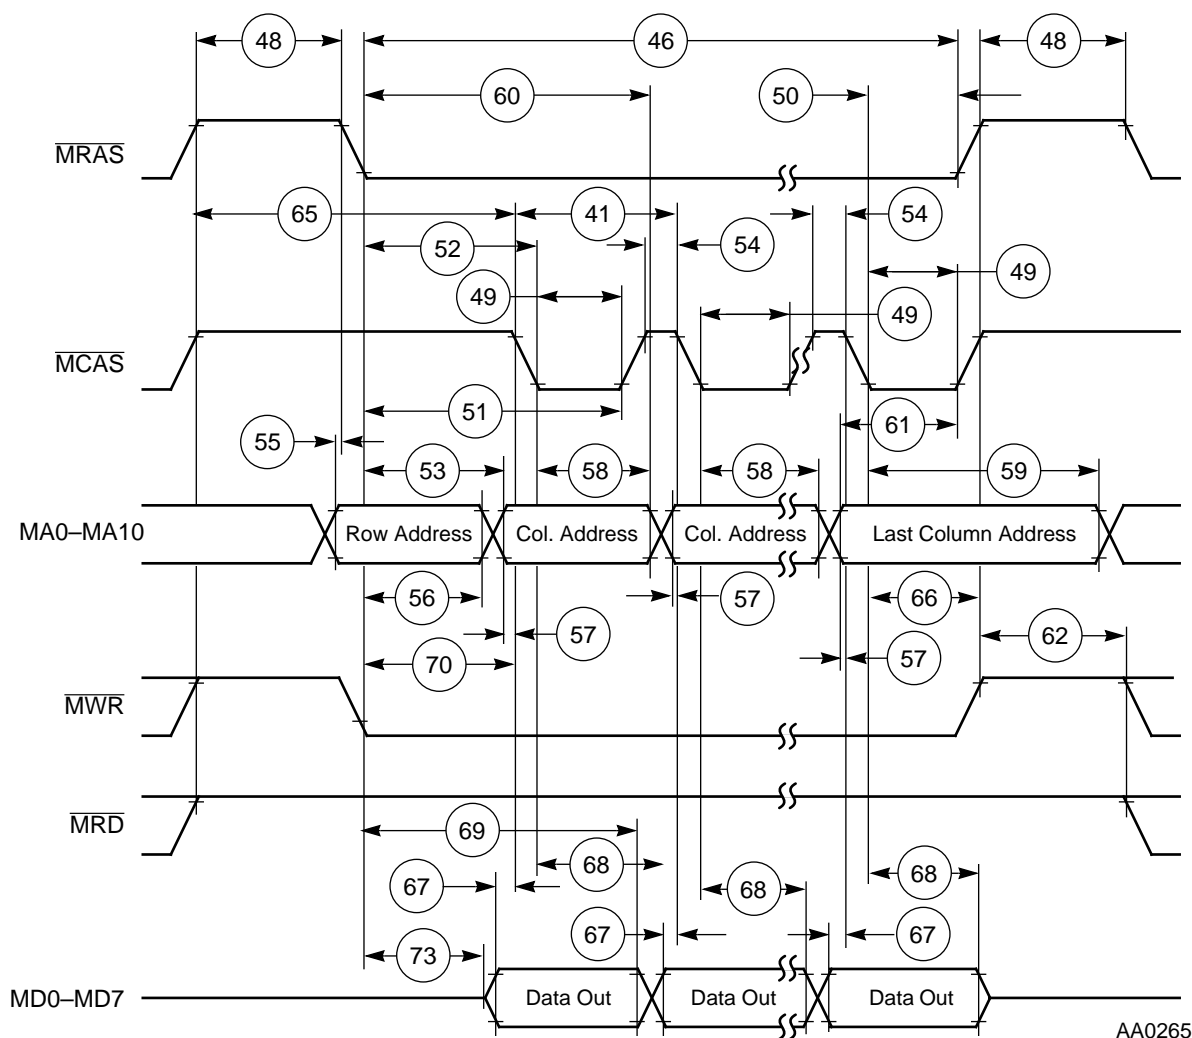 48 46 48
60 50
MRAS
65 41 54
52 54
49 49
49
MCAS
51 61
55
53 58 58 59
MA0–MA10 Row Address Col. Address Col. Address Last Column Address
56 57 66
57 62
70 57
MWR
MRD
69
68 68
67 68
67 67
73
MD0–MD7 Data Out Data Out Data Out
AA0265